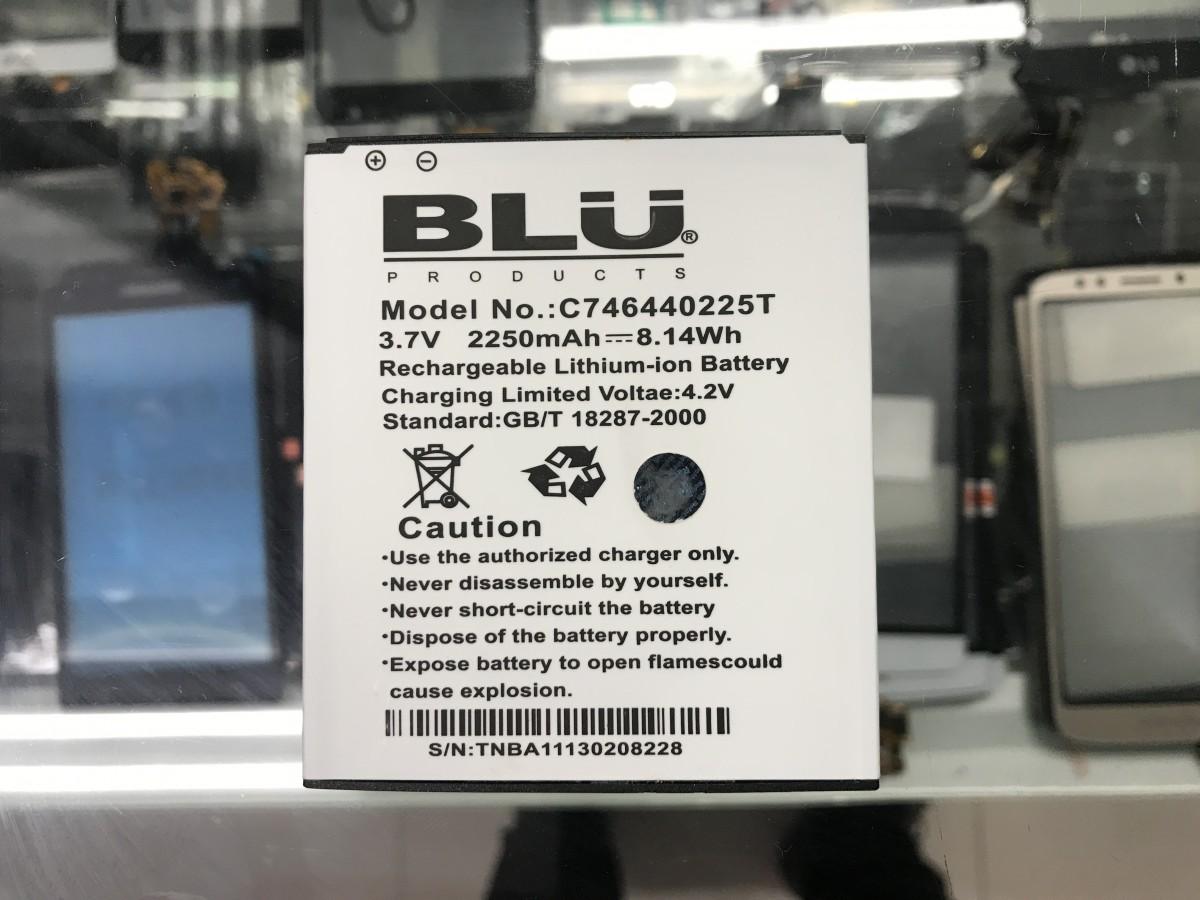 BLU®
PRODUCTS
Model No.:C746440225T
3.7V 2250mAh⎓8.14Wh
Rechargeable Lithium-ion Battery
Charging Limited Voltae:4.2V
Standard:GB/T 18287-2000
Caution
·Use the authorized charger only.
·Never disassemble by yourself.
·Never short-circuit the battery
·Dispose of the battery properly.
·Expose battery to open flamescould
cause explosion.
S/N:TNBA11130208228
LG